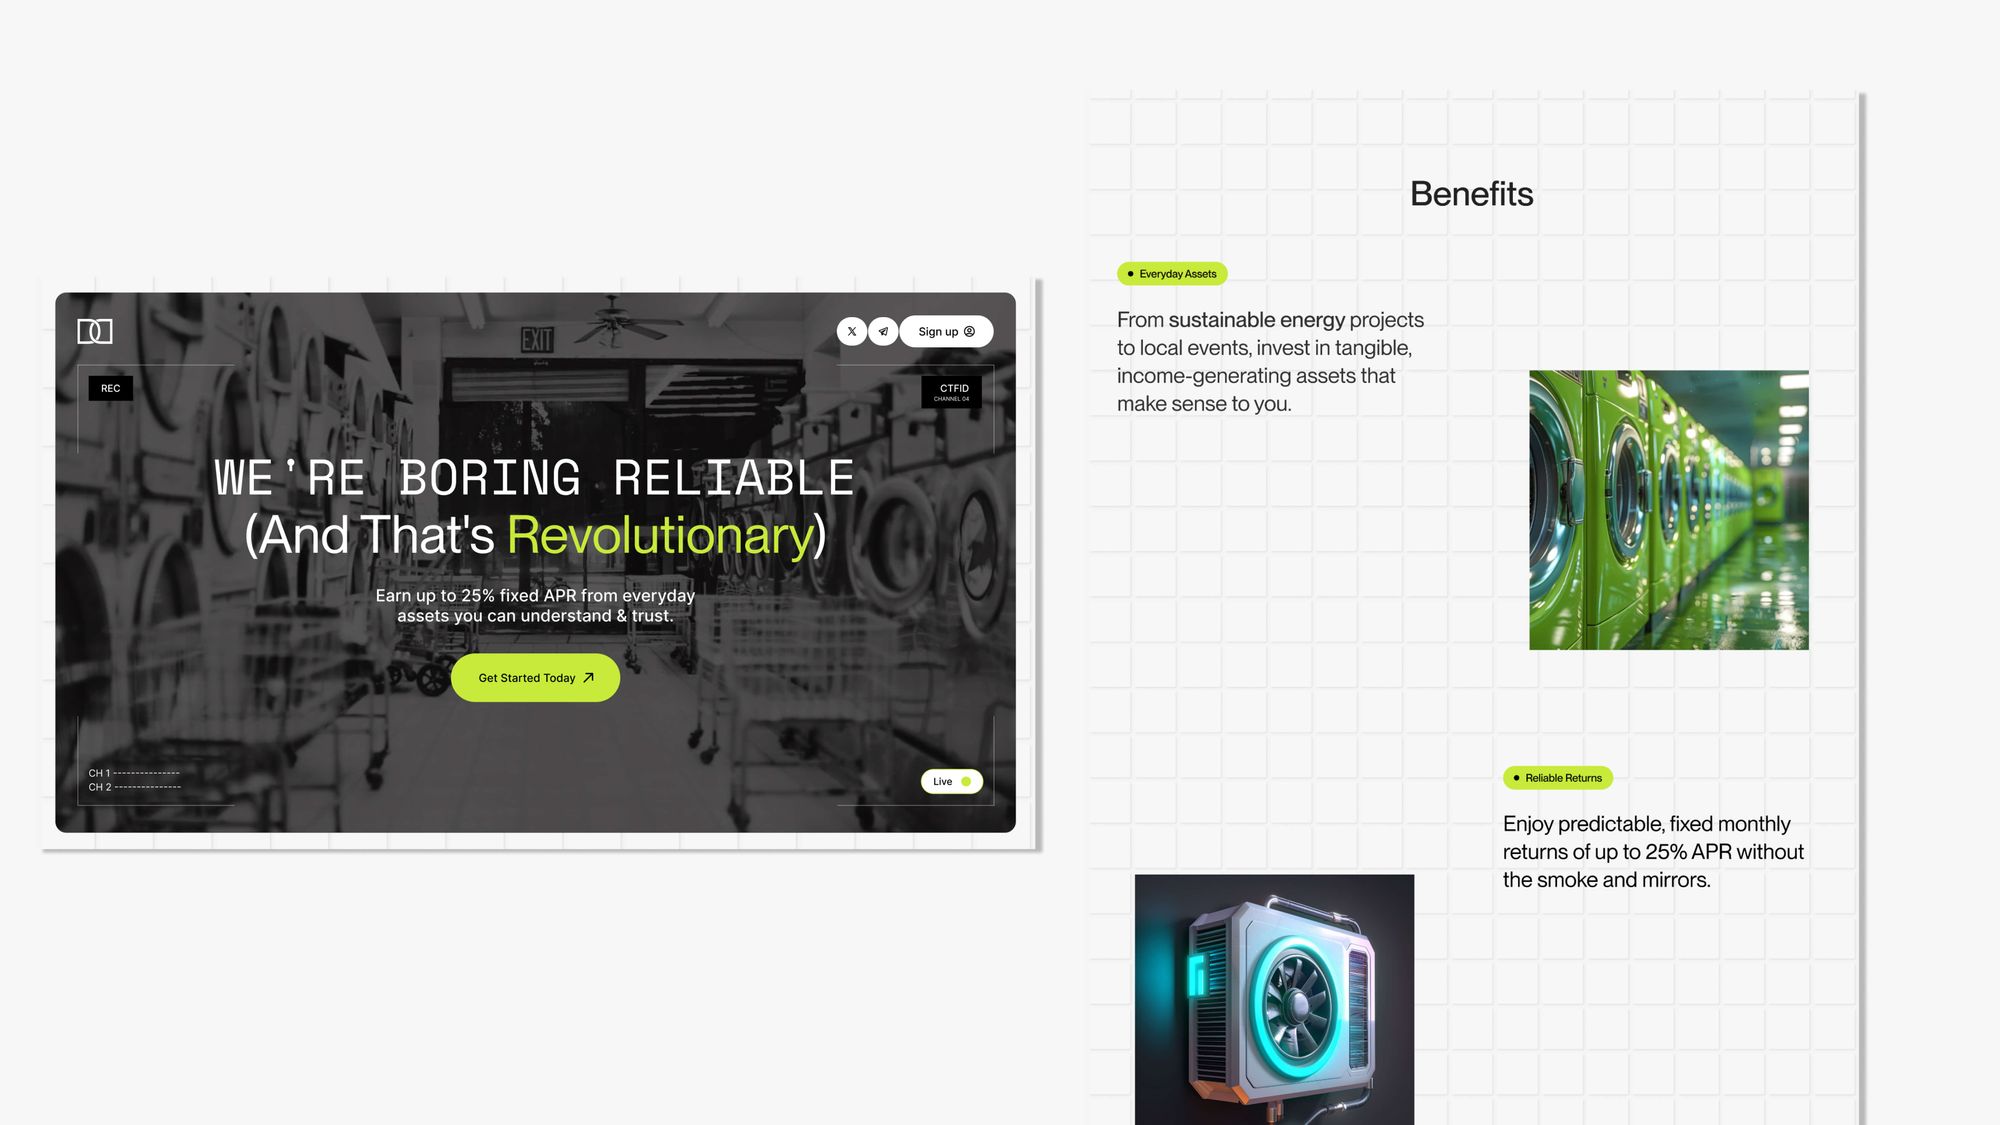 EXIT
Sign up
REC
CTFID
CHANNEL 04
WE'RE BORING RELIABLE
(And That's Revolutionary)
Earn up to 25% fixed APR from everyday
assets you can understand & trust.
Get Started Today
CH 1 ---------------
CH 2 ---------------
Live
Benefits
Everyday Assets
From sustainable energy projects
to local events, invest in tangible,
income-generating assets that
make sense to you.
Reliable Returns
Enjoy predictable, fixed monthly
returns of up to 25% APR without
the smoke and mirrors.